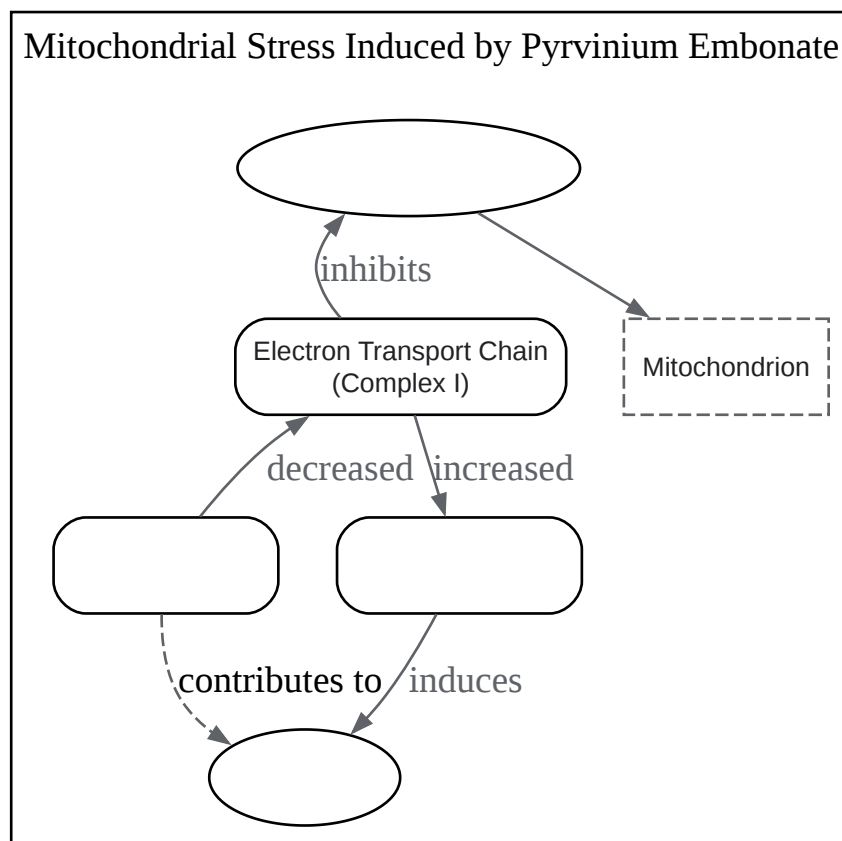 Mitochondrial Stress Induced by Pyrvinium Embonate
inhibits
Electron Transport Chain
(Complex I)
Mitochondrion
decreased
increased
contributes to
induces